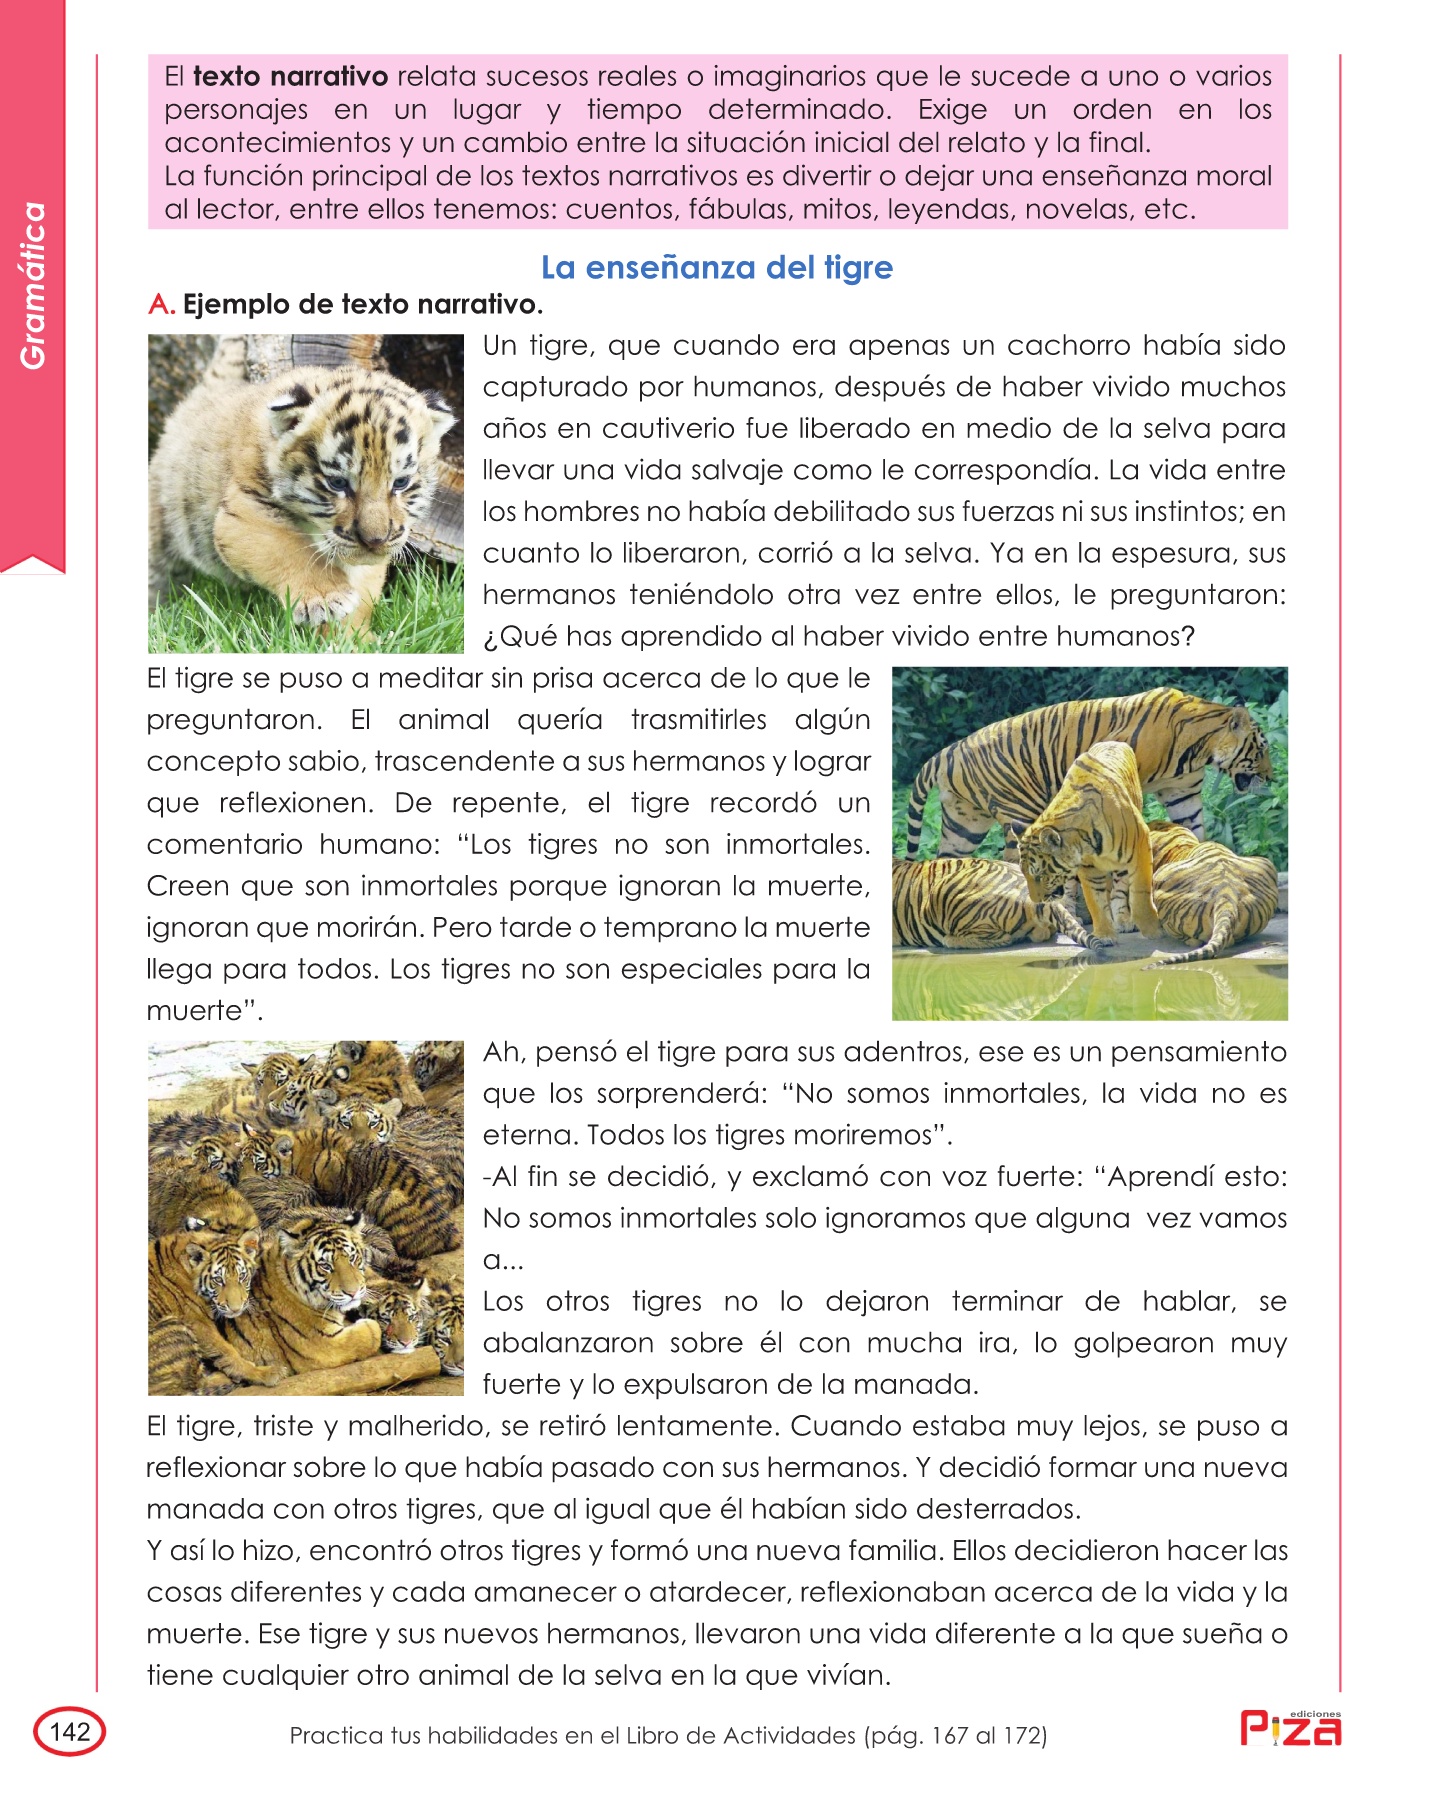 El texto narrativo relata sucesos reales o imaginarios que le sucede a uno o varios
personajes en un lugar y tiempo determinado. Exige un orden en los
acontecimientos y un cambio entre la situación inicial del relato y la final.
La función principal de los textos narrativos es divertir o dejar una enseñanza moral
al lector, entre ellos tenemos: cuentos, fábulas, mitos, leyendas, novelas, etc.
Gramática
La enseñanza del tigre
A. Ejemplo de texto narrativo.
Un tigre, que cuando era apenas un cachorro había sido
capturado por humanos, después de haber vivido muchos
años en cautiverio fue liberado en medio de la selva para
llevar una vida salvaje como le correspondía. La vida entre
los hombres no había debilitado sus fuerzas ni sus instintos; en
cuanto lo liberaron, corrió a la selva. Ya en la espesura, sus
hermanos teniéndolo otra vez entre ellos, le preguntaron:
¿Qué has aprendido al haber vivido entre humanos?
El tigre se puso a meditar sin prisa acerca de lo que le
preguntaron. El animal quería trasmitirles algún
concepto sabio, trascendente a sus hermanos y lograr
que reflexionen. De repente, el tigre recordó un
comentario humano: “Los tigres no son inmortales.
Creen que son inmortales porque ignoran la muerte,
ignoran que morirán. Pero tarde o temprano la muerte
llega para todos. Los tigres no son especiales para la
muerte”.
Ah, pensó el tigre para sus adentros, ese es un pensamiento
que los sorprenderá: “No somos inmortales, la vida no es
eterna. Todos los tigres moriremos”.
-Al fin se decidió, y exclamó con voz fuerte: “Aprendí esto:
No somos inmortales solo ignoramos que alguna vez vamos
a...
Los otros tigres no lo dejaron terminar de hablar, se
abalanzaron sobre él con mucha ira, lo golpearon muy
fuerte y lo expulsaron de la manada.
El tigre, triste y malherido, se retiró lentamente. Cuando estaba muy lejos, se puso a
reflexionar sobre lo que había pasado con sus hermanos. Y decidió formar una nueva
manada con otros tigres, que al igual que él habían sido desterrados.
Y así lo hizo, encontró otros tigres y formó una nueva familia. Ellos decidieron hacer las
cosas diferentes y cada amanecer o atardecer, reflexionaban acerca de la vida y la
muerte. Ese tigre y sus nuevos hermanos, llevaron una vida diferente a la que sueña o
tiene cualquier otro animal de la selva en la que vivían.
142
Practica tus habilidades en el Libro de Actividades (pág. 167 al 172)
ediciones
Piza